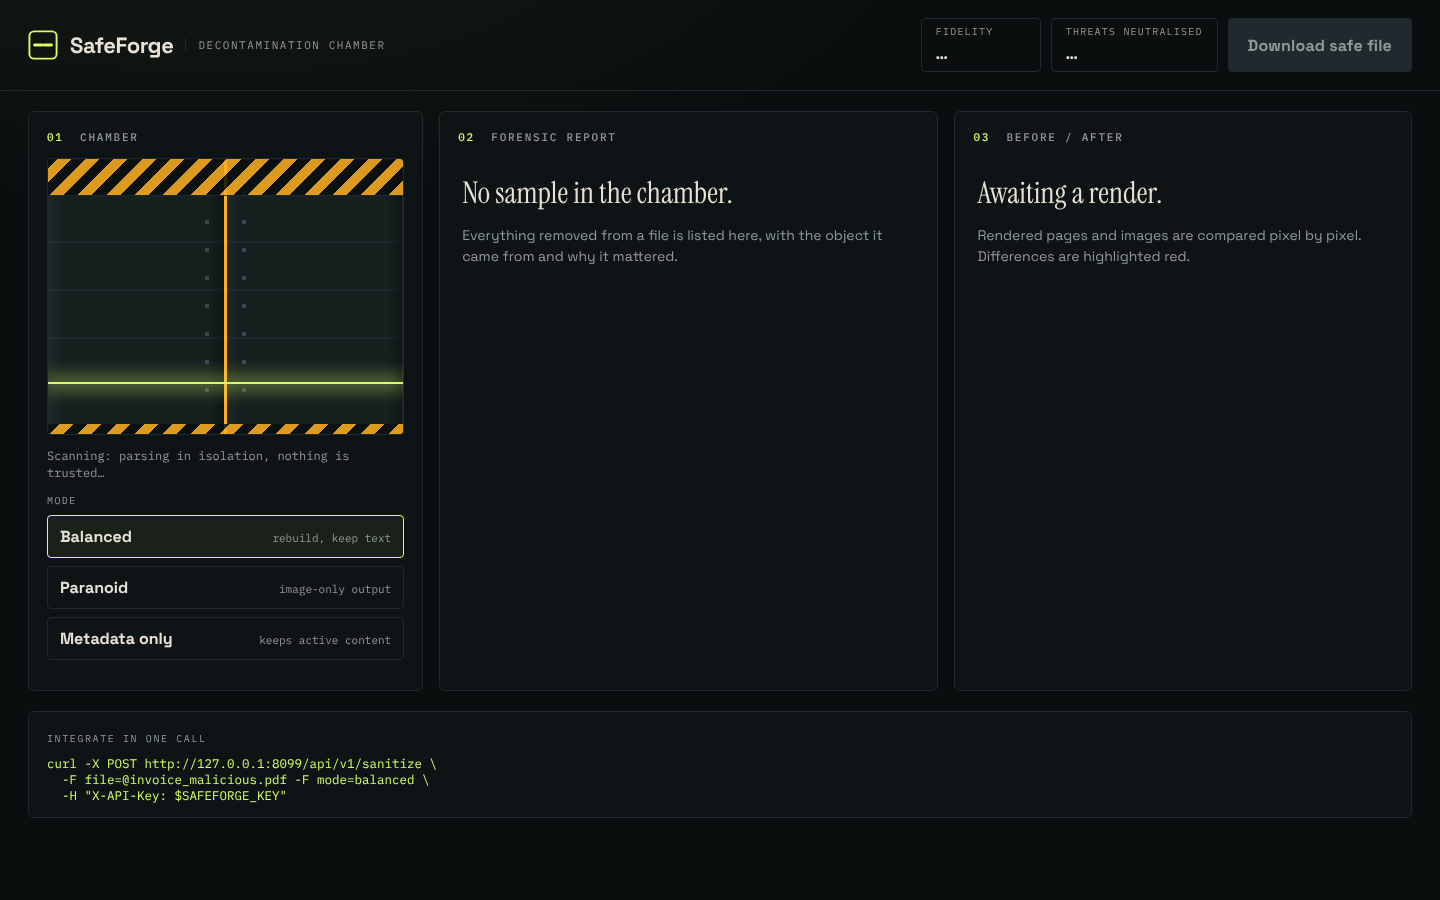 SafeForge
DECONTAMINATION CHAMBER
FIDELITY
…
THREATS NEUTRALISED
…
Download safe file
01 CHAMBER
Scanning: parsing in isolation, nothing is
trusted…
MODE
Balanced
rebuild, keep text
Paranoid
image-only output
Metadata only
keeps active content
02 FORENSIC REPORT
No sample in the chamber.
Everything removed from a file is listed here, with the object it
came from and why it mattered.
03 BEFORE / AFTER
Awaiting a render.
Rendered pages and images are compared pixel by pixel.
Differences are highlighted red.
INTEGRATE IN ONE CALL
curl -X POST http://127.0.0.1:8099/api/v1/sanitize \
-F file=@invoice_malicious.pdf -F mode=balanced \
-H "X-API-Key: $SAFEFORGE_KEY"